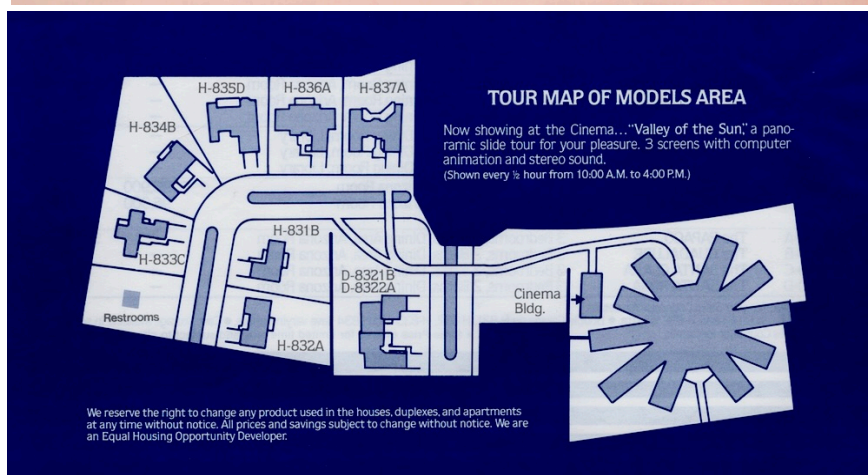 TOUR MAP OF MODELS AREA
Now showing at the Cinema..."Valley of the Sun," a pano-
ramic slide tour for your pleasure. 3 screens with computer
animation and stereo sound.
(Shown every ½ hour from 10:00 A.M. to 4:00 P.M.)
H-835D
H-836A
H-837A
H-834B
H-833C
H-831B
D-8321B
D-8322A
Cinema
Bldg.
Restrooms
H-832A
We reserve the right to change any product used in the houses, duplexes, and apartments
at any time without notice. All prices and savings subject to change without notice. We are
an Equal Housing Opportunity Developer.